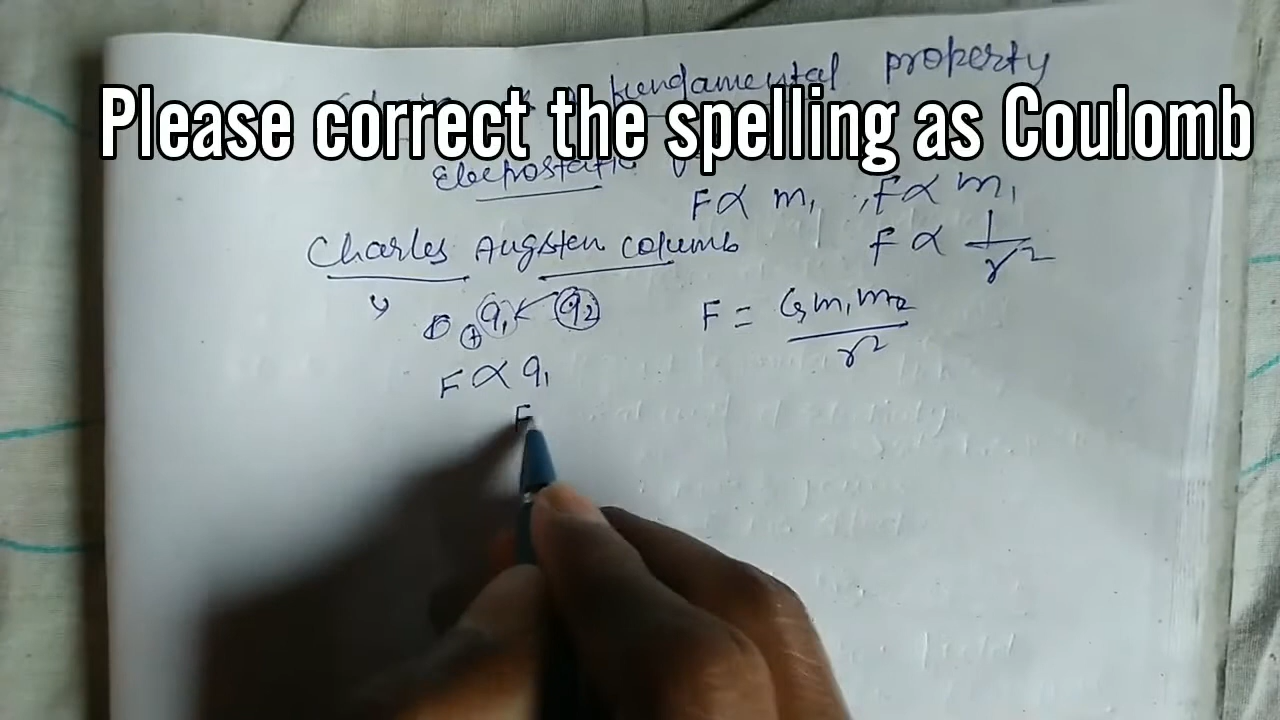 fundamental property
Please correct the spelling as Coulomb
Electrostatic
F ∝ m₁ , F ∝ m₁
Charles Augsten columb
F ∝ 1/r²
q₁ q₂
F = Gm₁m₂/r²
F ∝ q₁
F